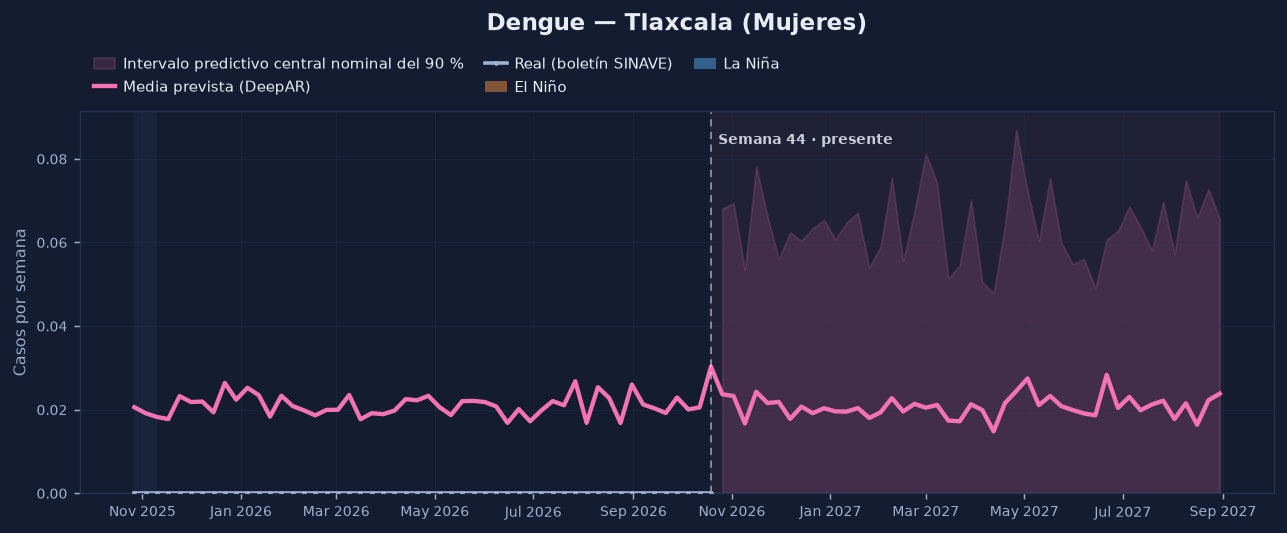 Dengue — Tlaxcala (Mujeres)
Intervalo predictivo central nominal del 90 %
Real (boletín SINAVE)
La Niña
Media prevista (DeepAR)
El Niño
Semana 44 · presente
Casos por semana
0.08
0.06
0.04
0.02
0.00
Nov 2025
Jan 2026
Mar 2026
May 2026
Jul 2026
Sep 2026
Nov 2026
Jan 2027
Mar 2027
May 2027
Jul 2027
Sep 2027